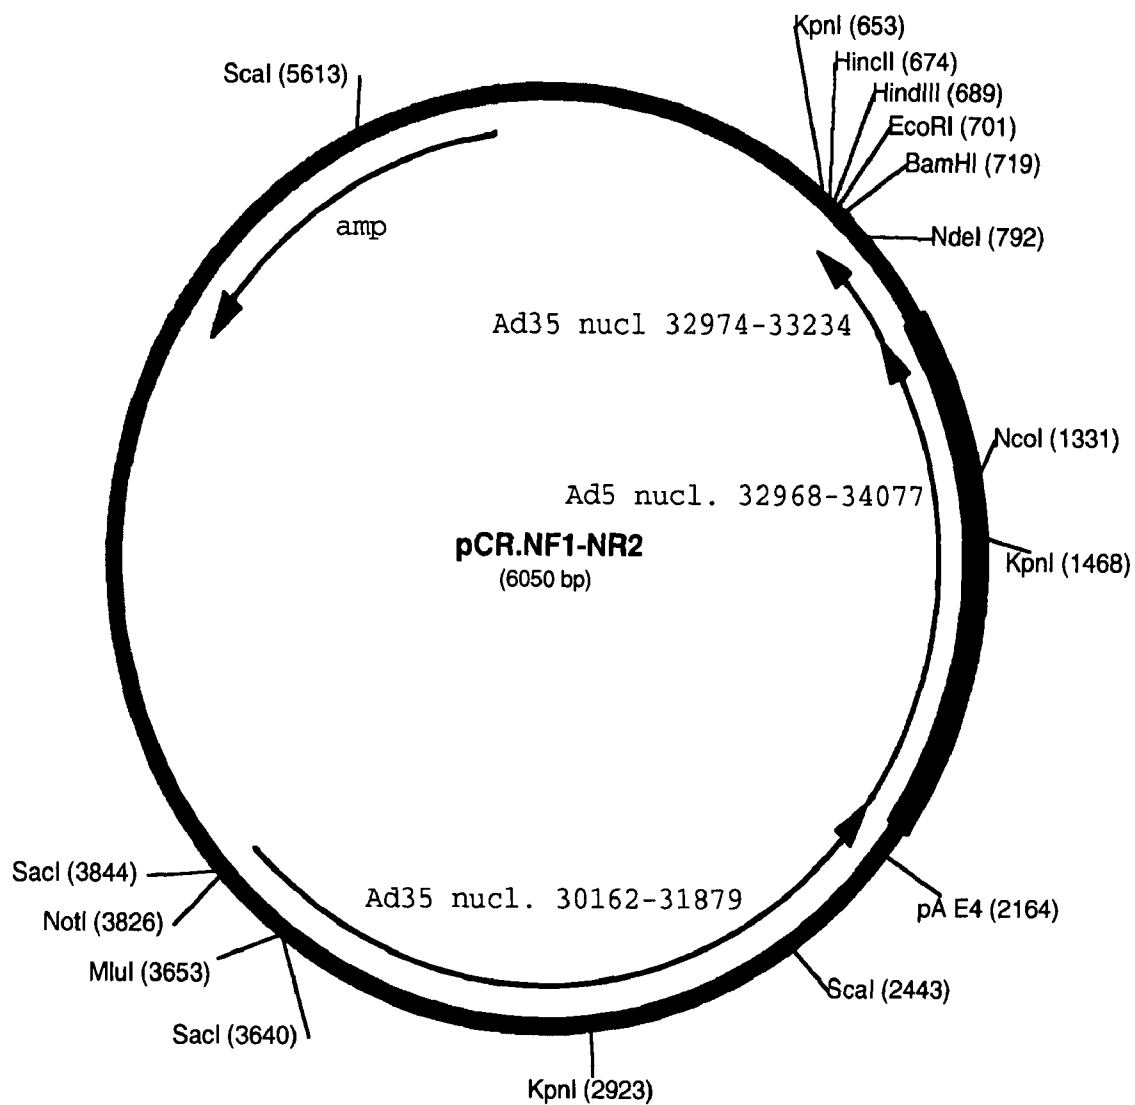 KpnI (653)
HincII (674)
HindIII (689)
EcoRI (701)
BamHI (719)
NdeI (792)
ScaI (5613)
amp
Ad35 nucl 32974-33234
NcoI (1331)
Ad5 nucl. 32968-34077
pCR.NF1-NR2
(6050 bp)
KpnI (1468)
SacI (3844)
NotI (3826)
MluI (3653)
SacI (3640)
Ad35 nucl. 30162-31879
pA E4 (2164)
ScaI (2443)
KpnI (2923)